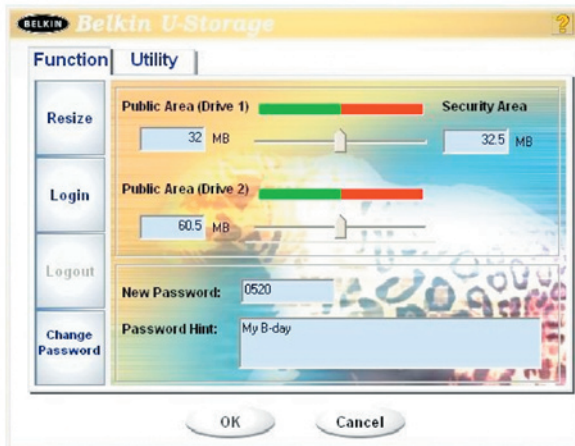 BELKIN Belkin U-Storage ?
Function Utility
Resize
Login
Logout
Change
Password
Public Area (Drive 1) Security Area
32 MB 32.5 MB
Public Area (Drive 2)
60.5 MB
New Password: 0520
Password Hint: My B-day
OK Cancel